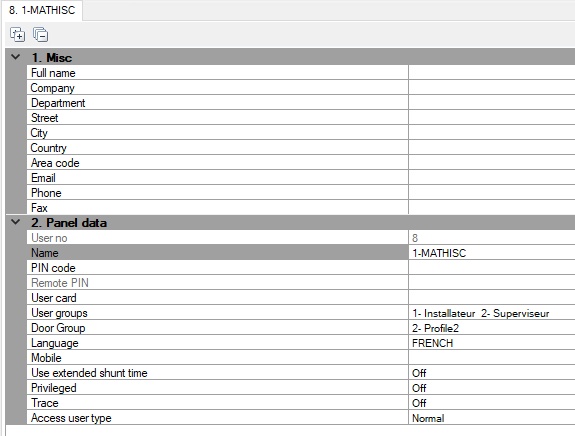 8. 1-MATHISC
1. Misc
Full name
Company
Department
Street
City
Country
Area code
Email
Phone
Fax
2. Panel data
User no 8
Name 1-MATHISC
PIN code
Remote PIN
User card
User groups 1- Installateur 2- Superviseur
Door Group 2- Profile2
Language FRENCH
Mobile
Use extended shunt time Off
Privileged Off
Trace Off
Access user type Normal